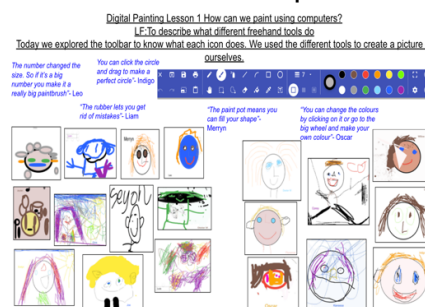 Digital Painting Lesson 1 How can we paint using computers?
LF:To describe what different freehand tools do
Today we explored the toolbar to know what each icon does. We used the different tools to create a picture
ourselves.
The number changed the
size. So if it's a big
number you make it a
really big paintbrush"- Leo
You can click the circle
and drag to make a
perfect circle"- Indigo
"The rubber lets you get
rid of mistakes"- Liam
"The paint pot means you
can fill your shape"-
Merryn
"You can change the colours
by clicking on it or go to the
big wheel and make your
own colour"- Oscar